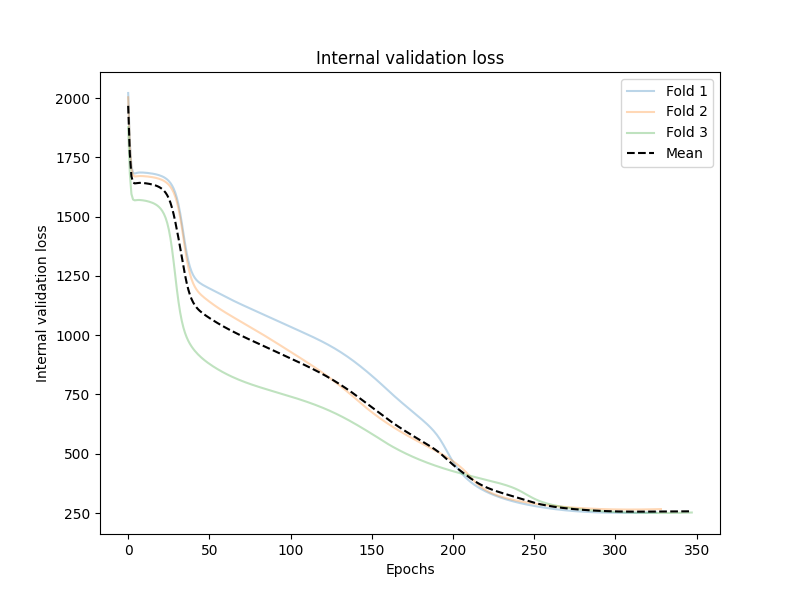 Internal validation loss
Fold 1
Fold 2
Fold 3
Mean
Internal validation loss
2000
1750
1500
1250
1000
750
500
250
0
50
100
150
200
250
300
350
Epochs